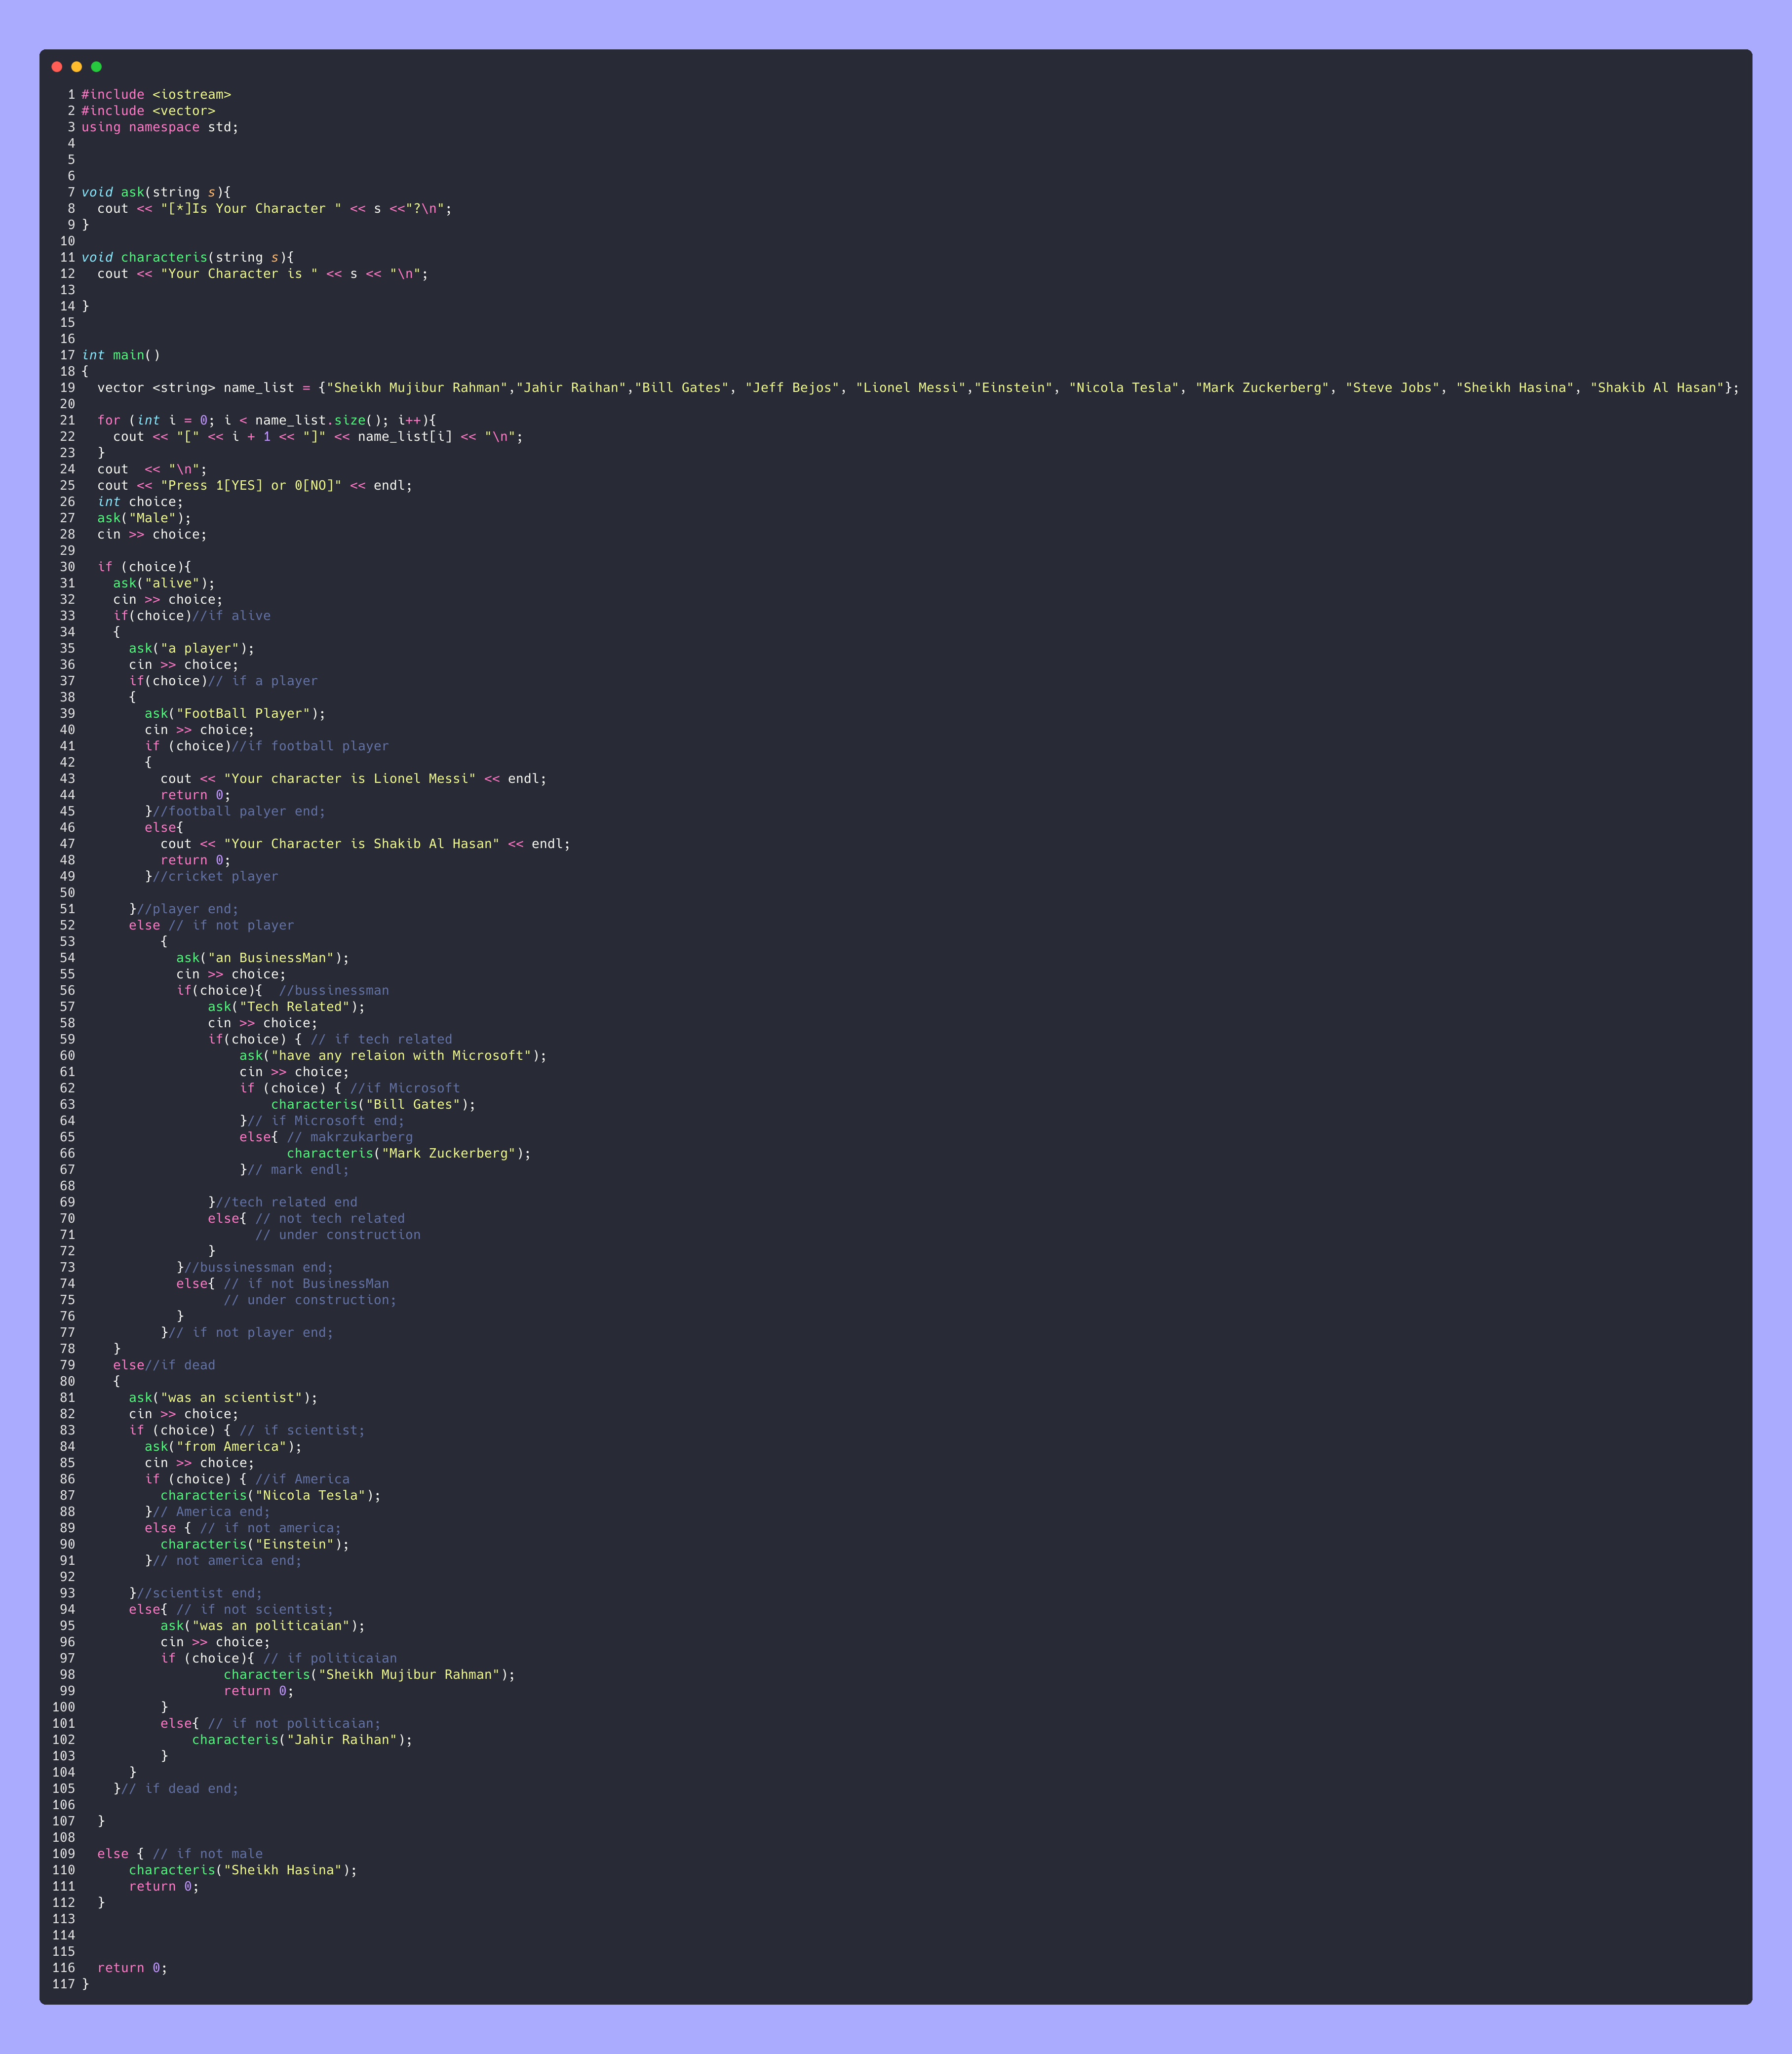 1 #include <iostream>
2 #include <vector>
3 using namespace std;
4
5
6
7 void ask(string s){
8   cout << "[*]Is Your Character " << s <<"?\n";
9 }
10
11 void characteris(string s){
12   cout << "Your Character is " << s << "\n";
13
14 }
15
16
17 int main()
18 {
19   vector <string> name_list = {"Sheikh Mujibur Rahman","Jahir Raihan","Bill Gates", "Jeff Bejos", "Lionel Messi","Einstein", "Nicola Tesla", "Mark Zuckerberg", "Steve Jobs", "Sheikh Hasina", "Shakib Al Hasan"};
20
21   for (int i = 0; i < name_list.size(); i++){
22     cout << "[" << i + 1 << "]" << name_list[i] << "\n";
23   }
24   cout  << "\n";
25   cout << "Press 1[YES] or 0[NO]" << endl;
26   int choice;
27   ask("Male");
28   cin >> choice;
29
30   if (choice){
31     ask("alive");
32     cin >> choice;
33     if(choice)//if alive
34     {
35       ask("a player");
36       cin >> choice;
37       if(choice)// if a player
38       {
39         ask("FootBall Player");
40         cin >> choice;
41         if (choice)//if football player
42         {
43           cout << "Your character is Lionel Messi" << endl;
44           return 0;
45         }//football palyer end;
46         else{
47           cout << "Your Character is Shakib Al Hasan" << endl;
48           return 0;
49         }//cricket player
50
51       }//player end;
52       else // if not player
53           {
54             ask("an BusinessMan");
55             cin >> choice;
56             if(choice){  //bussinessman
57                 ask("Tech Related");
58                 cin >> choice;
59                 if(choice) { // if tech related
60                     ask("have any relaion with Microsoft");
61                     cin >> choice;
62                     if (choice) { //if Microsoft
63                         characteris("Bill Gates");
64                     }// if Microsoft end;
65                     else{ // makrzukarberg
66                           characteris("Mark Zuckerberg");
67                     }// mark endl;
68
69                 }//tech related end
70                 else{ // not tech related
71                       // under construction
72                 }
73             }//bussinessman end;
74             else{ // if not BusinessMan
75                   // under construction;
76             }
77           }// if not player end;
78     }
79     else//if dead
80     {
81       ask("was an scientist");
82       cin >> choice;
83       if (choice) { // if scientist;
84         ask("from America");
85         cin >> choice;
86         if (choice) { //if America
87           characteris("Nicola Tesla");
88         }// America end;
89         else { // if not america;
90           characteris("Einstein");
91         }// not america end;
92
93       }//scientist end;
94       else{ // if not scientist;
95           ask("was an politicaian");
96           cin >> choice;
97           if (choice){ // if politicaian
98                   characteris("Sheikh Mujibur Rahman");
99                   return 0;
100           }
101           else{ // if not politicaian;
102               characteris("Jahir Raihan");
103           }
104       }
105     }// if dead end;
106
107   }
108
109   else { // if not male
110       characteris("Sheikh Hasina");
111       return 0;
112   }
113
114
115
116   return 0;
117 }